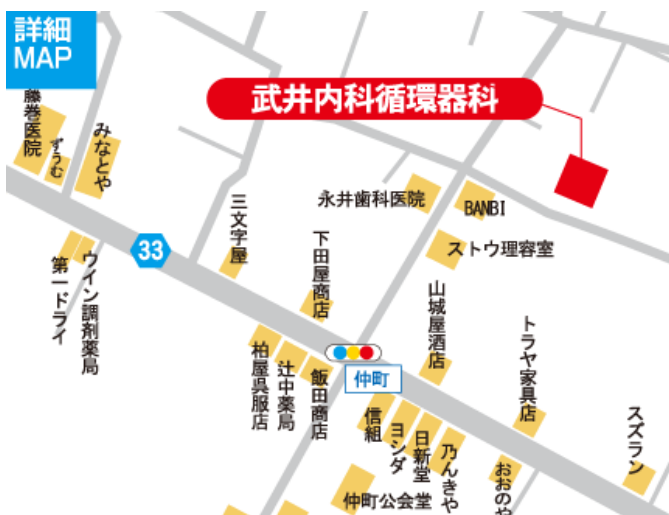 詳細
MAP
武井内科循環器科
藤巻医院
ずうむ
みなとや
永井歯科医院
BANBI
三文字屋
下田屋商店
ストウ理容室
33
第一ドライ
ウイン調剤薬局
山城屋酒店
トラヤ家具店
柏屋呉服店
辻中薬局
飯田商店
仲町
信組
ヨシダ
日新堂
乃んきや
おおのや
スズラン
仲町公会堂